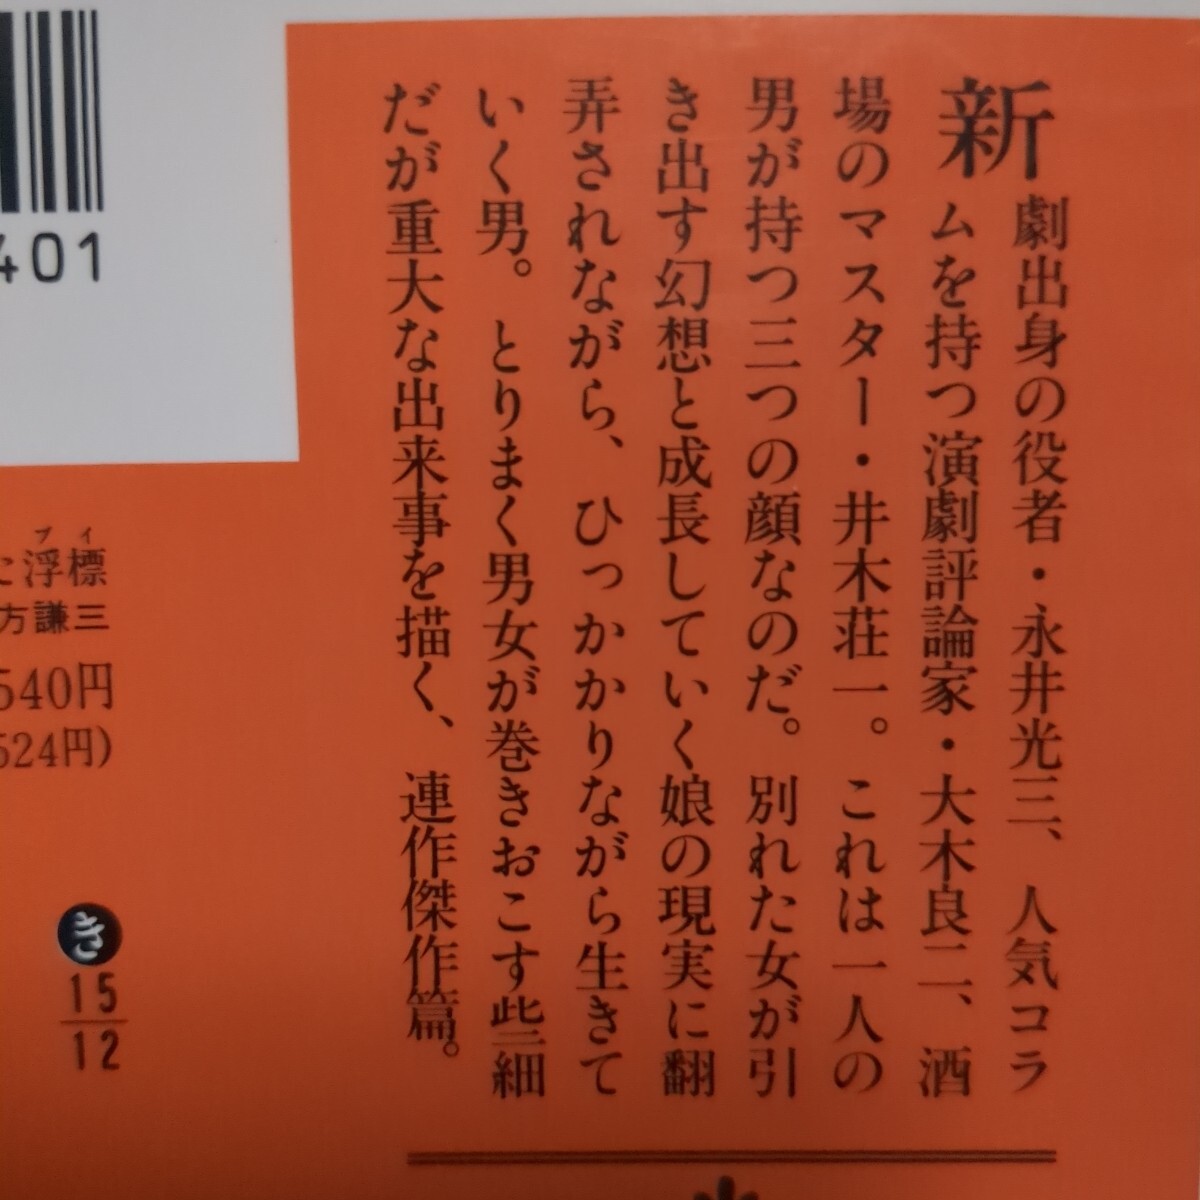 新劇出身の役者・永井光三、人気コラ
ムを持つ演劇評論家・大木良二、酒
場のマスター・井木荘一。これは一人の
男が持つ三つの顔なのだ。別れた女が引
き出す幻想と成長していく娘の現実に翻
弄されながら、ひっかかりながら生きて
いく男。とりまく男女が巻きおこす些細
だが重大な出来事を描く、連作傑作篇。
401
ブイ
た浮標
方謙三
540円
524円)
き
15
12